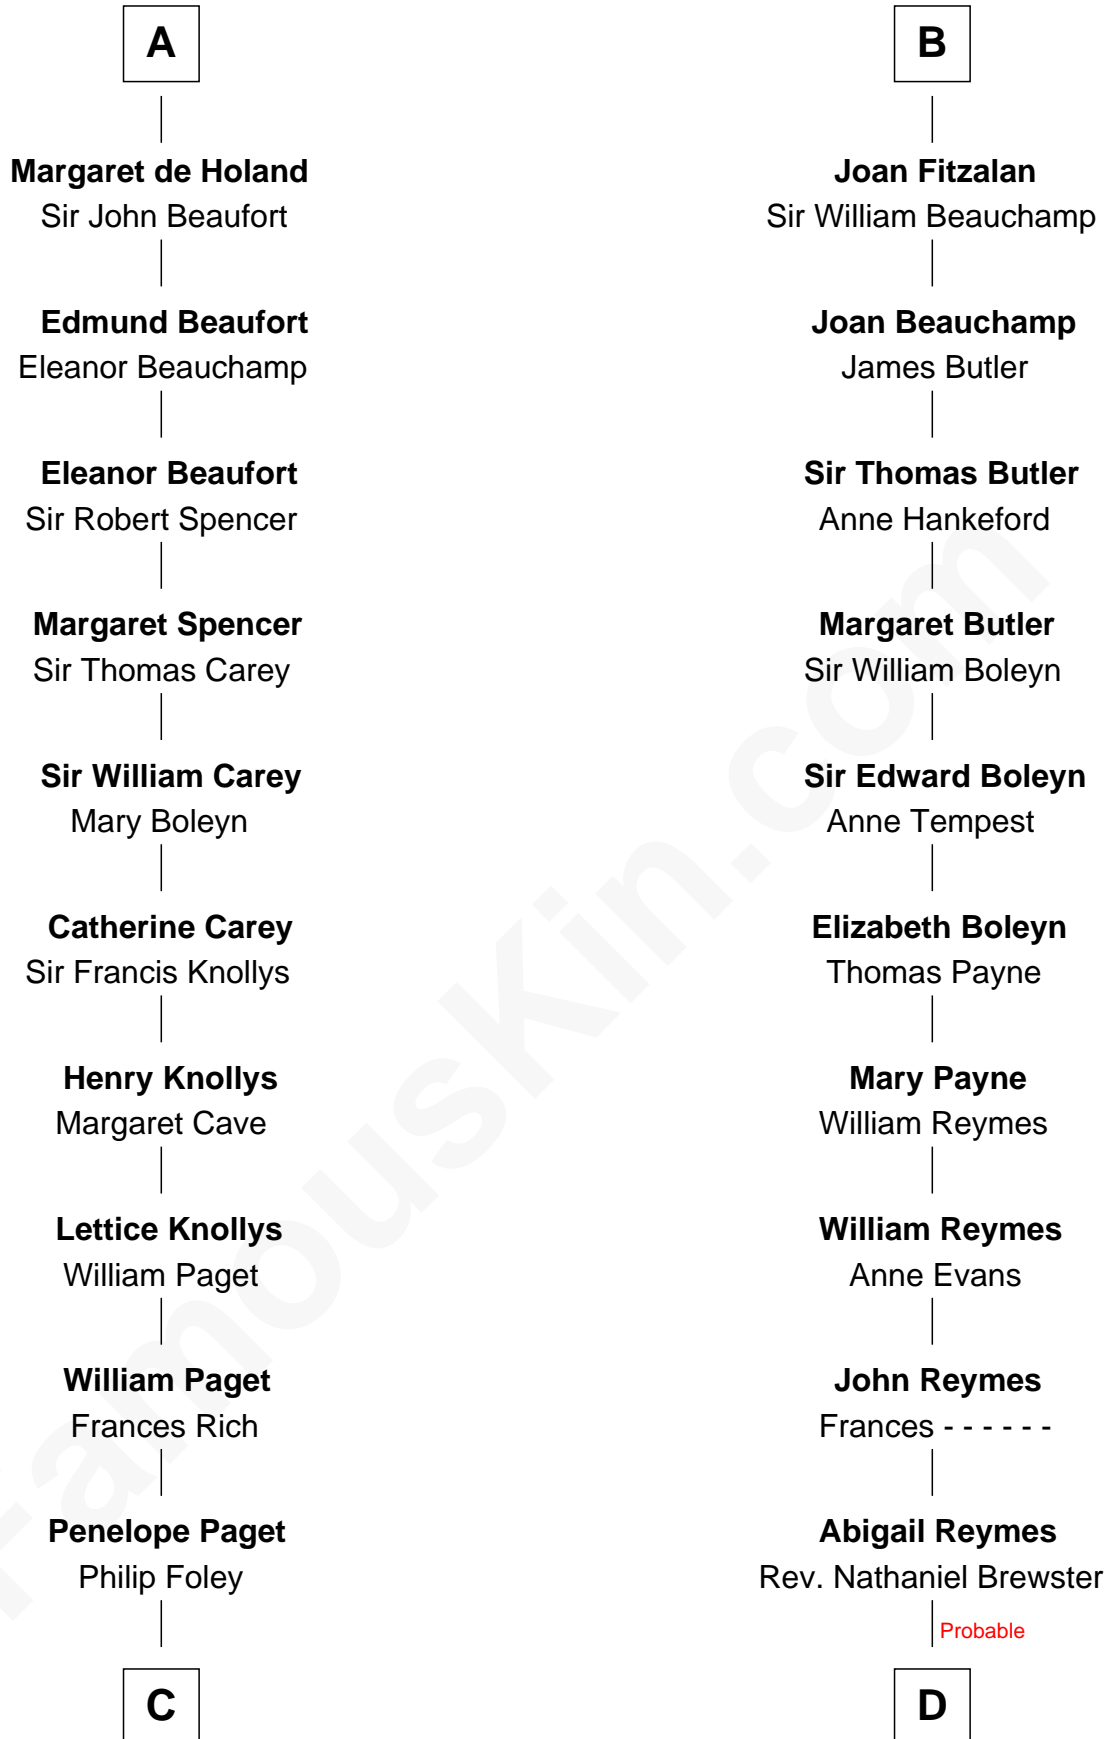 A
Margaret de Holand
Sir John Beaufort
Edmund Beaufort
Eleanor Beauchamp
Eleanor Beaufort
Sir Robert Spencer
Margaret Spencer
Sir Thomas Carey
Sir William Carey
Mary Boleyn
Catherine Carey
Sir Francis Knollys
Henry Knollys
Margaret Cave
Lettice Knollys
William Paget
William Paget
Frances Rich
Penelope Paget
Philip Foley
C
B
Joan Fitzalan
Sir William Beauchamp
Joan Beauchamp
James Butler
Sir Thomas Butler
Anne Hankeford
Margaret Butler
Sir William Boleyn
Sir Edward Boleyn
Anne Tempest
Elizabeth Boleyn
Thomas Payne
Mary Payne
William Reymes
William Reymes
Anne Evans
John Reymes
Frances - - - - - -
Abigail Reymes
Rev. Nathaniel Brewster
Probable
D
FamousKin.com